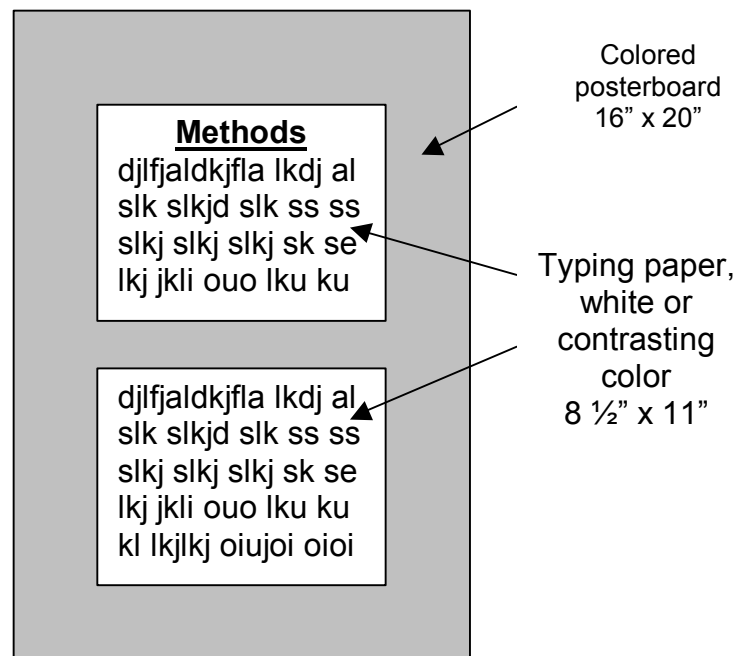 Methods
djlfjaldkjfla lkdj al
slk slkjd slk ss ss
slkj slkj slkj sk se
lkj jkli ouo lku ku
djlfjaldkjfla lkdj al
slk slkjd slk ss ss
slkj slkj slkj sk se
lkj jkli ouo lku ku
kl lkjlkj oiujoi oioi
Colored
posterboard
16” x 20”
Typing paper,
white or
contrasting
color
8 ½” x 11”